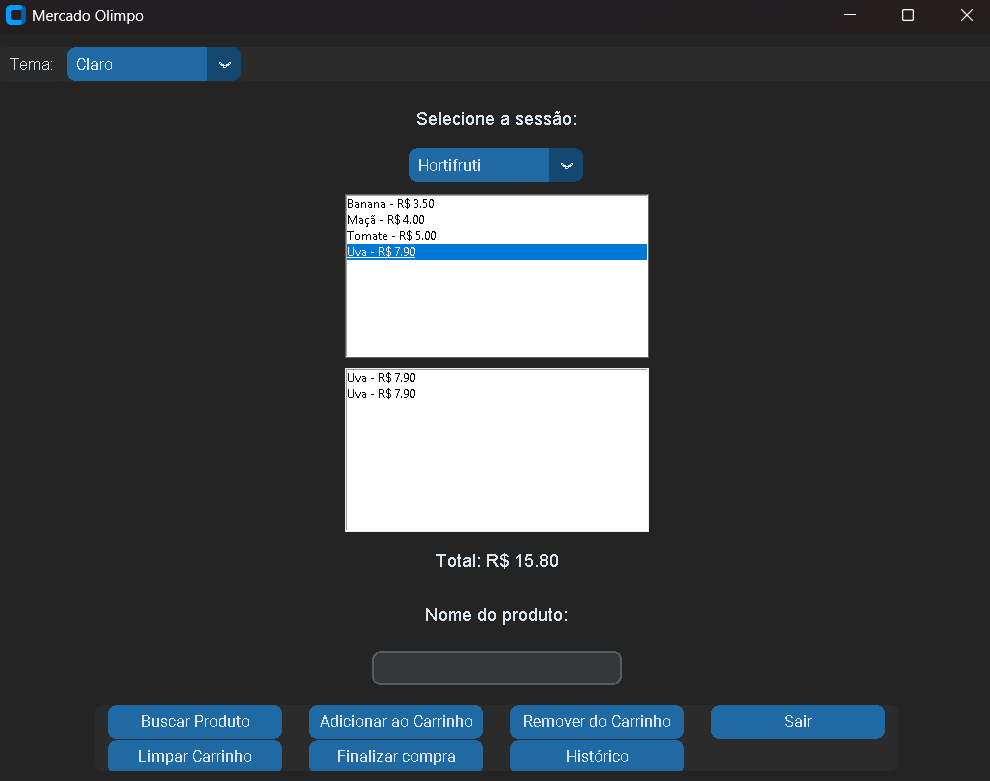 Mercado Olimpo
Tema: Claro
Selecione a sessão:
Hortifruti
Banana - R$ 3.50
Maçã - R$ 4.00
Tomate - R$ 5.00
Uva - R$ 7.90
Uva - R$ 7.90
Uva - R$ 7.90
Total: R$ 15.80
Nome do produto:
Buscar Produto Adicionar ao Carrinho Remover do Carrinho Sair
Limpar Carrinho Finalizar compra Histórico